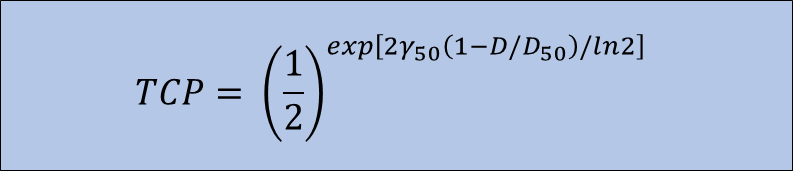 TCP = (1/2)^exp[2γ₅₀(1−D/D₅₀)/ln2]